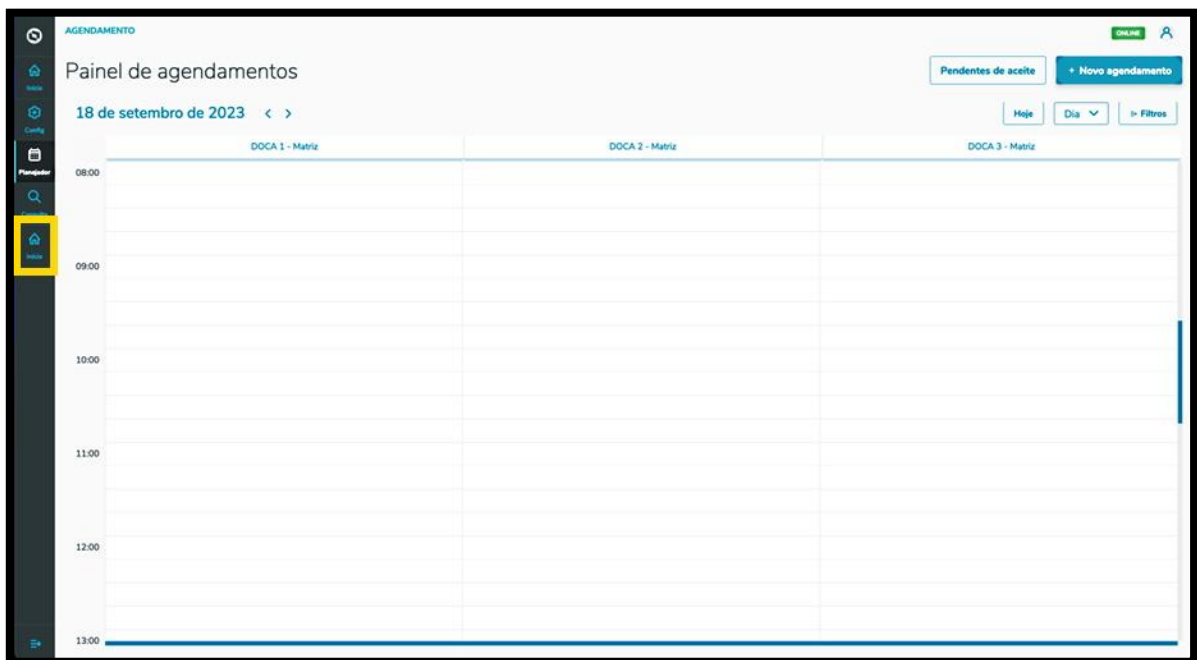 AGENDAMENTO
ONLINE
Painel de agendamentos
Pendentes de aceite
+ Novo agendamento
18 de setembro de 2023
Hoje
Dia
Filtros
DOCA 1 - Matriz
DOCA 2 - Matriz
DOCA 3 - Matriz
Início
Config
Planejador
Consulta
Início
08:00
09:00
10:00
11:00
12:00
13:00